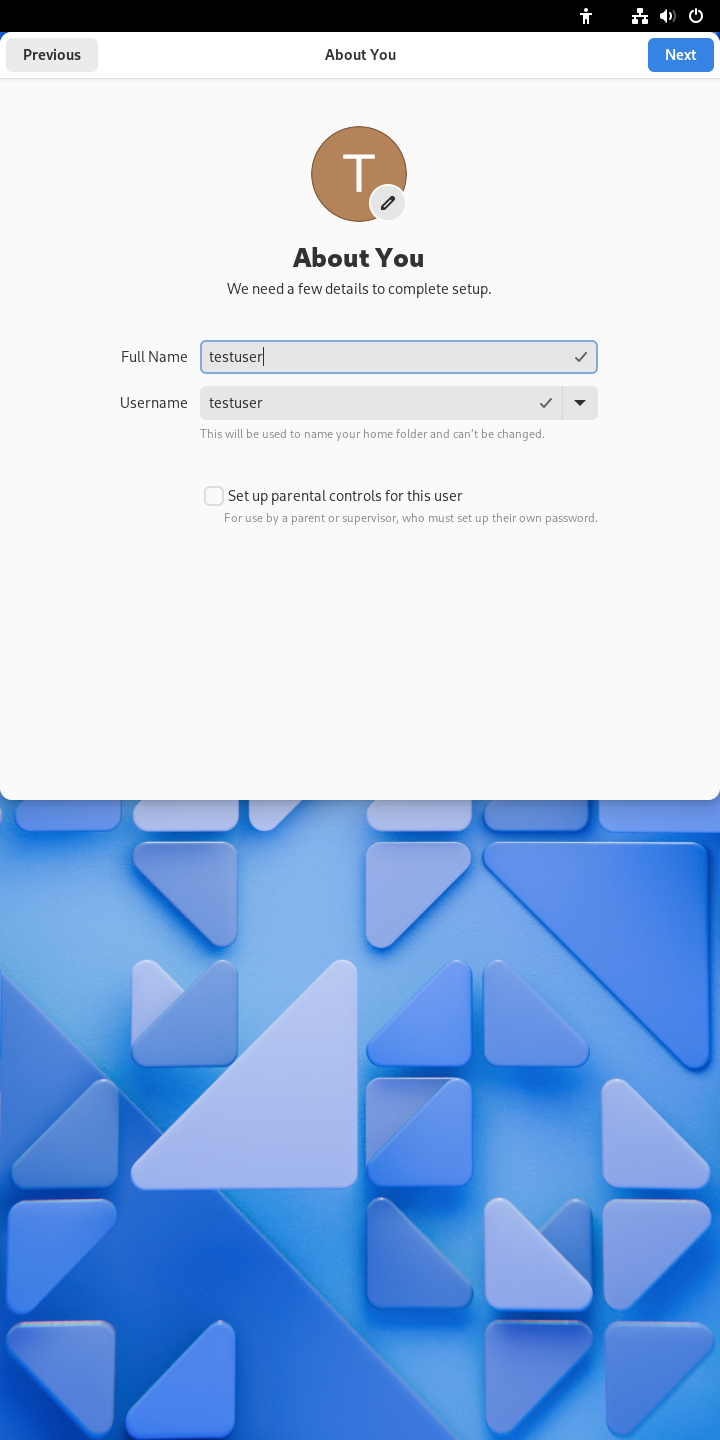 Previous
About You
Next
T
About You
We need a few details to complete setup.
Full Name
testuser
Username
testuser
This will be used to name your home folder and can’t be changed.
Set up parental controls for this user
For use by a parent or supervisor, who must set up their own password.